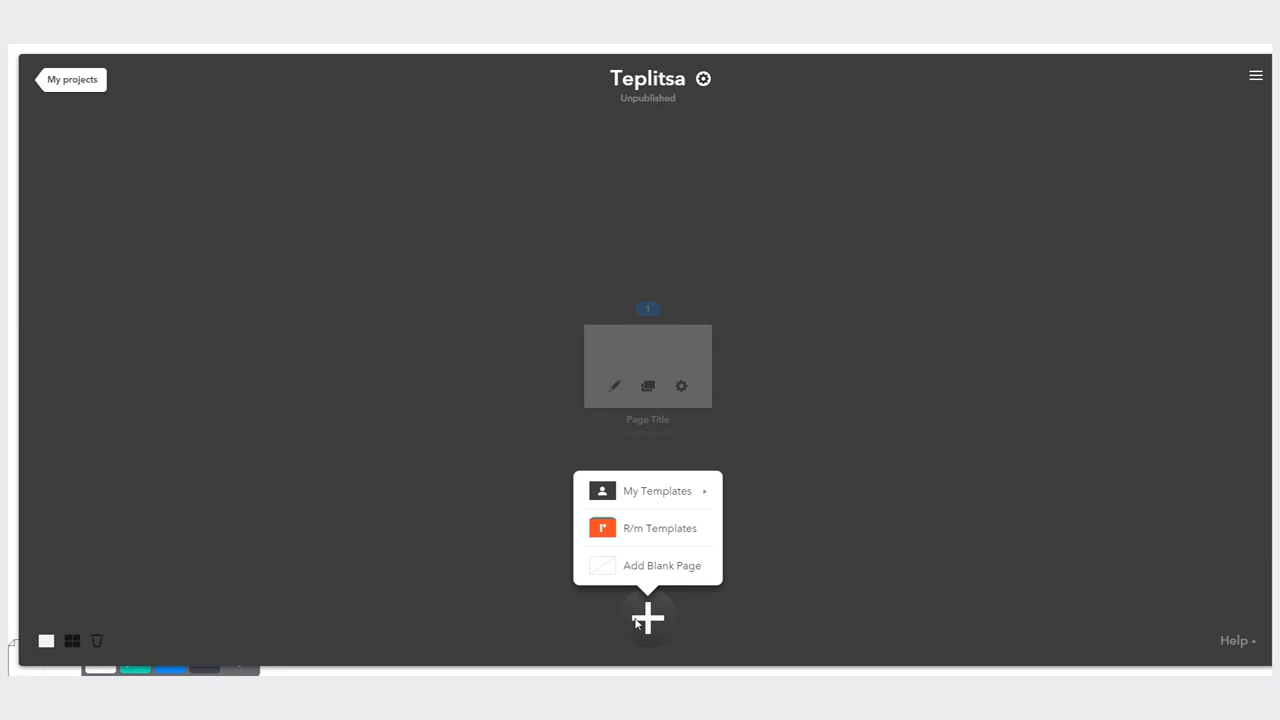 My projects
Teplitsa
Unpublished
1
Page Title
My Templates
R/m Templates
Add Blank Page
Help